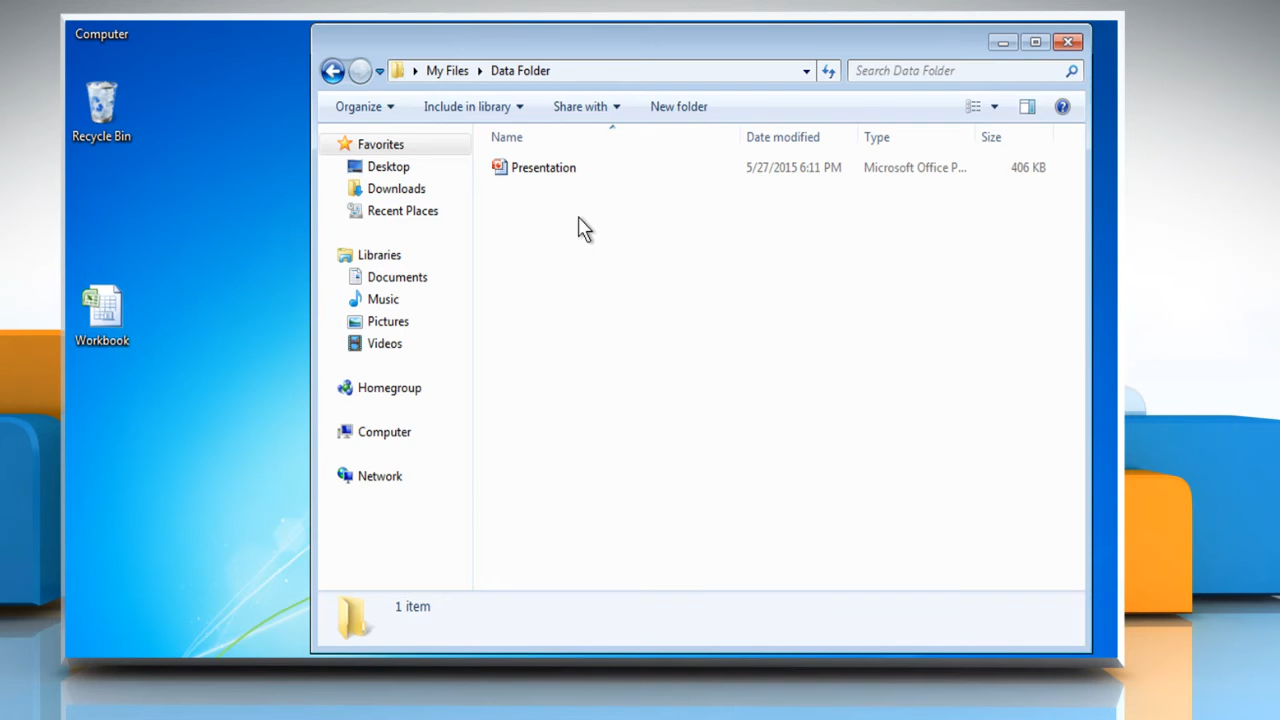 Computer
Recycle Bin
Workbook
My Files Data Folder
Search Data Folder
Organize Include in library Share with New folder
Name Date modified Type Size
Presentation 5/27/2015 6:11 PM Microsoft Office P... 406 KB
Favorites
Desktop
Downloads
Recent Places
Libraries
Documents
Music
Pictures
Videos
Homegroup
Computer
Network
1 item